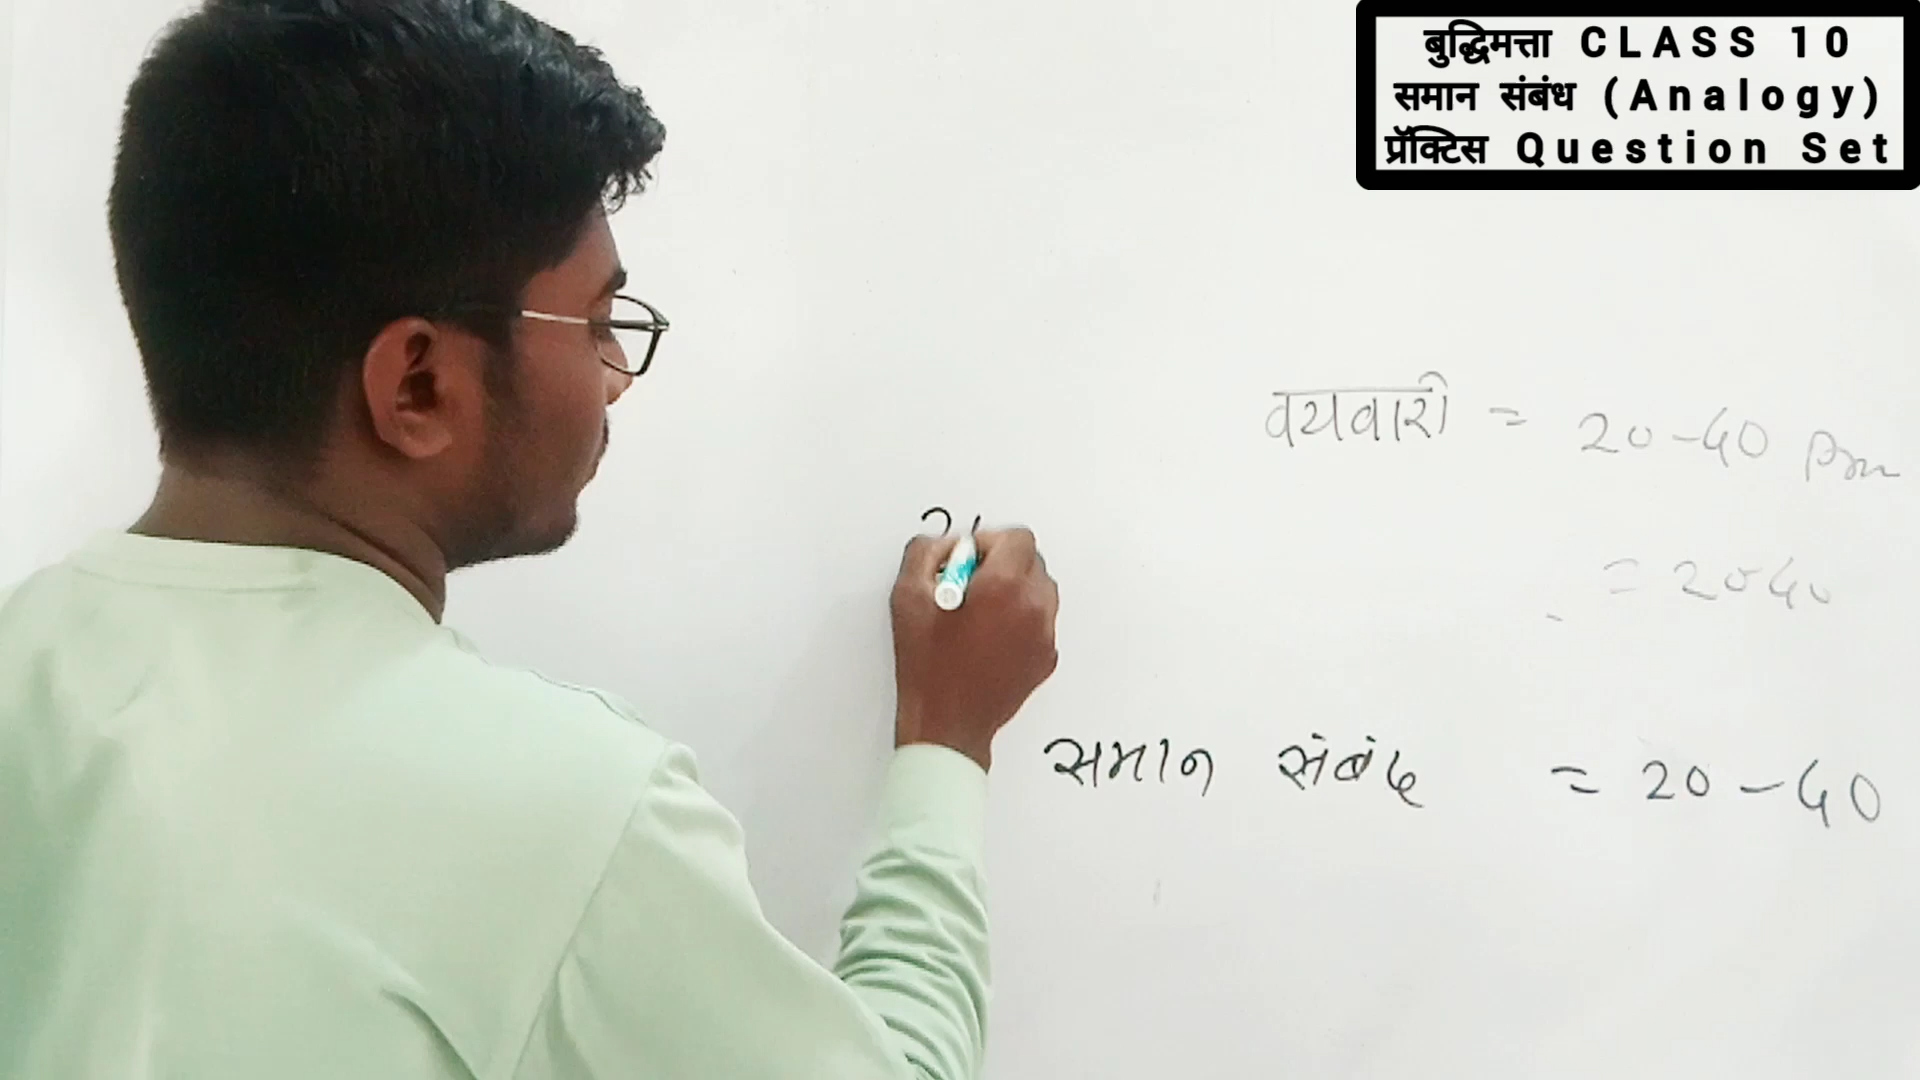 बुद्धिमत्ता CLASS 10
समान संबंध (Analogy)
प्रॅक्टिस Question Set
वयवारी = 20-40
= 2040
समान संबंध = 20-40